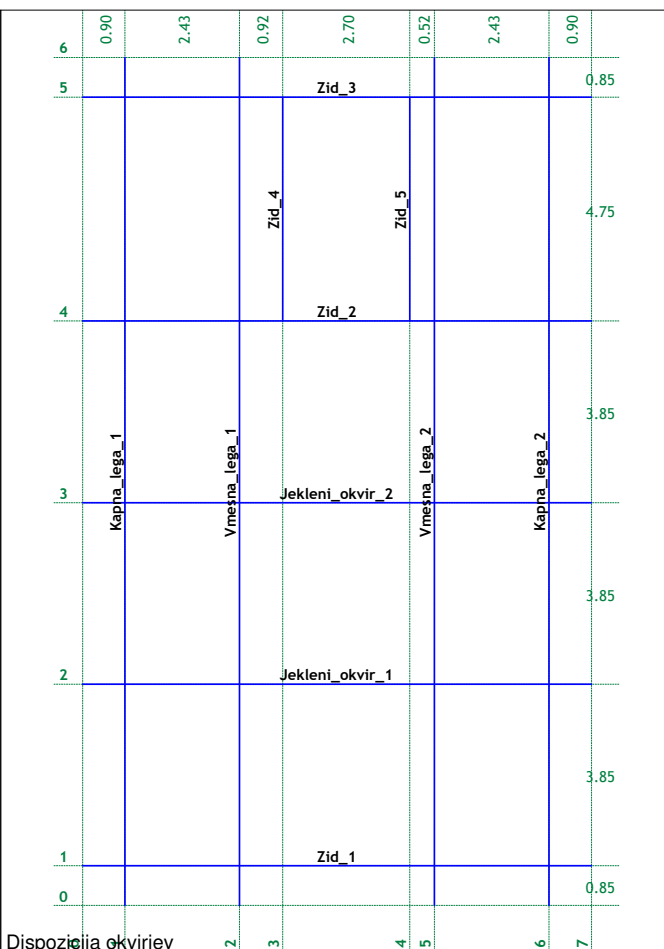 0.90
2.43
0.92
2.70
0.52
2.43
0.90
6
5
Zid_3
0.85
Zid_4
Zid_5
4.75
4
Zid_2
3.85
Kapna_lega_1
Vmesna_lega_1
Vmesna_lega_2
Kapna_lega_2
3
Jekleni_okvir_2
3.85
2
Jekleni_okvir_1
3.85
1
Zid_1
0
0.85
Dispozicija okvirjev
2
3
4
5
6
7